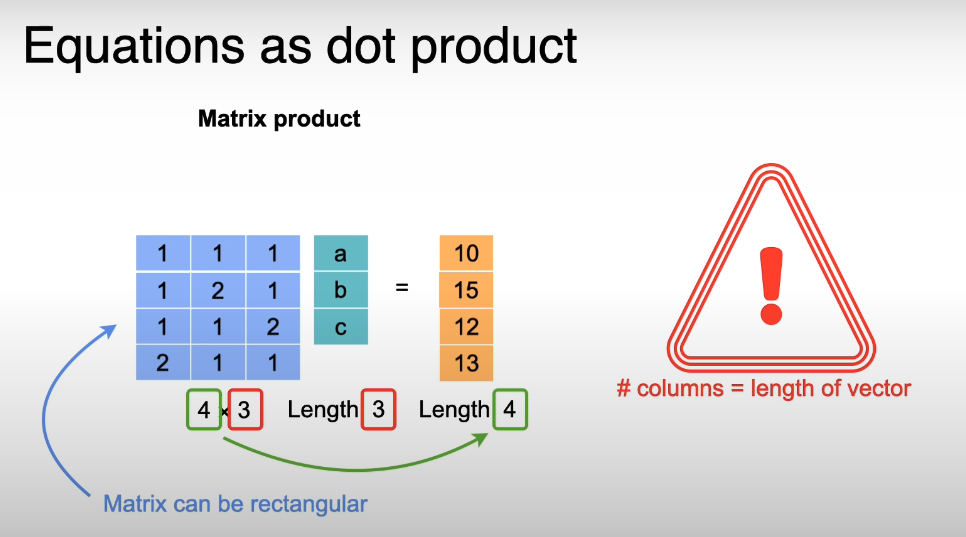 Equations as dot product
Matrix product
1 1 1 a 10
1 2 1 b = 15
1 1 2 c 12
2 1 1 13
4 x 3 Length 3 Length 4
# columns = length of vector
Matrix can be rectangular